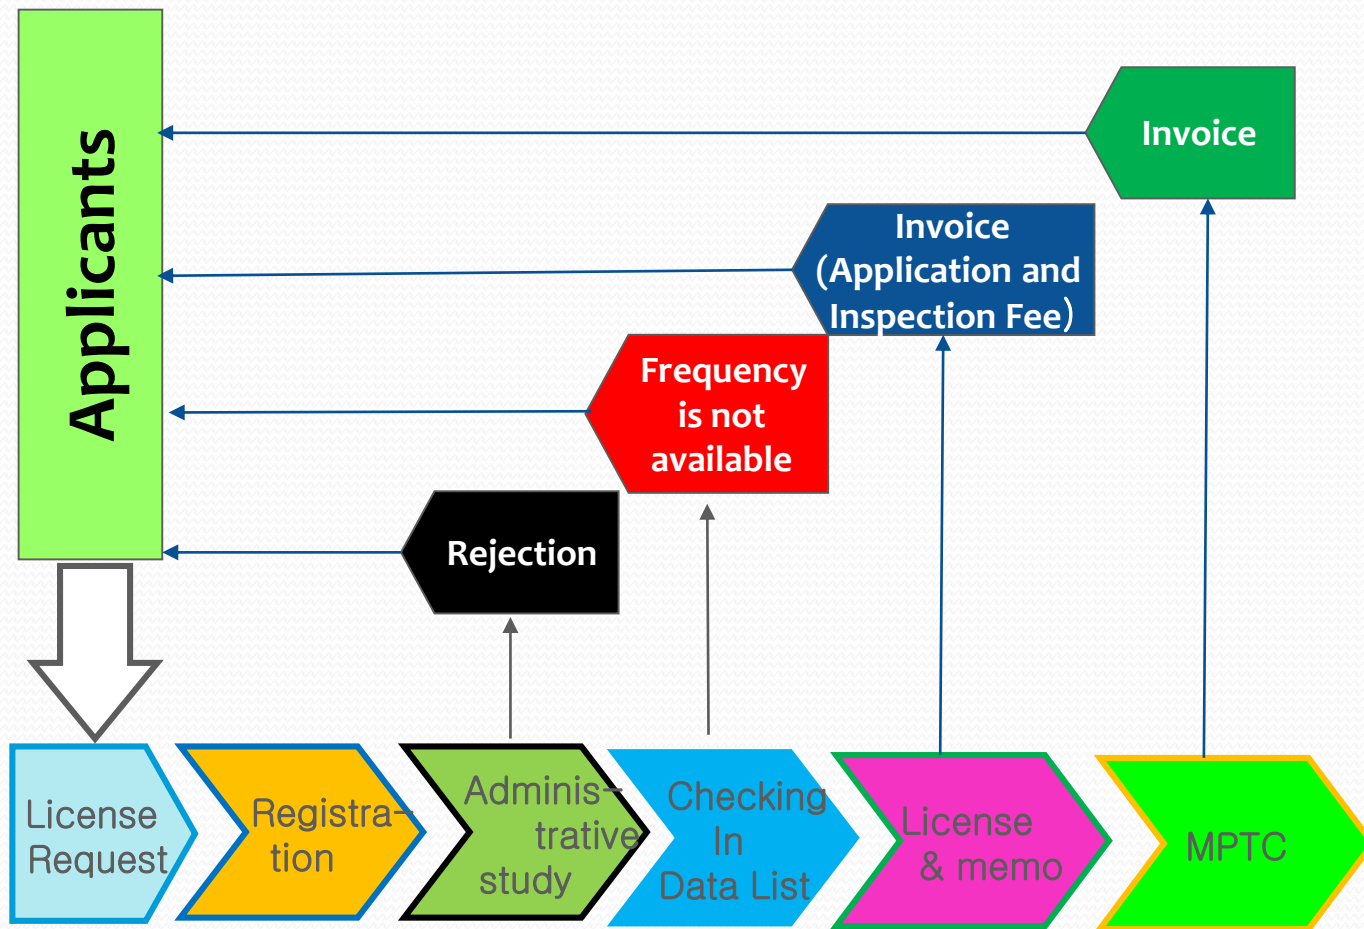 Applicants
Invoice
Invoice
(Application and
Inspection Fee)
Frequency
is not
available
Rejection
License
Request
Registra-
tion
Adminis-
trative
study
Checking
In
Data List
License
& memo
MPTC